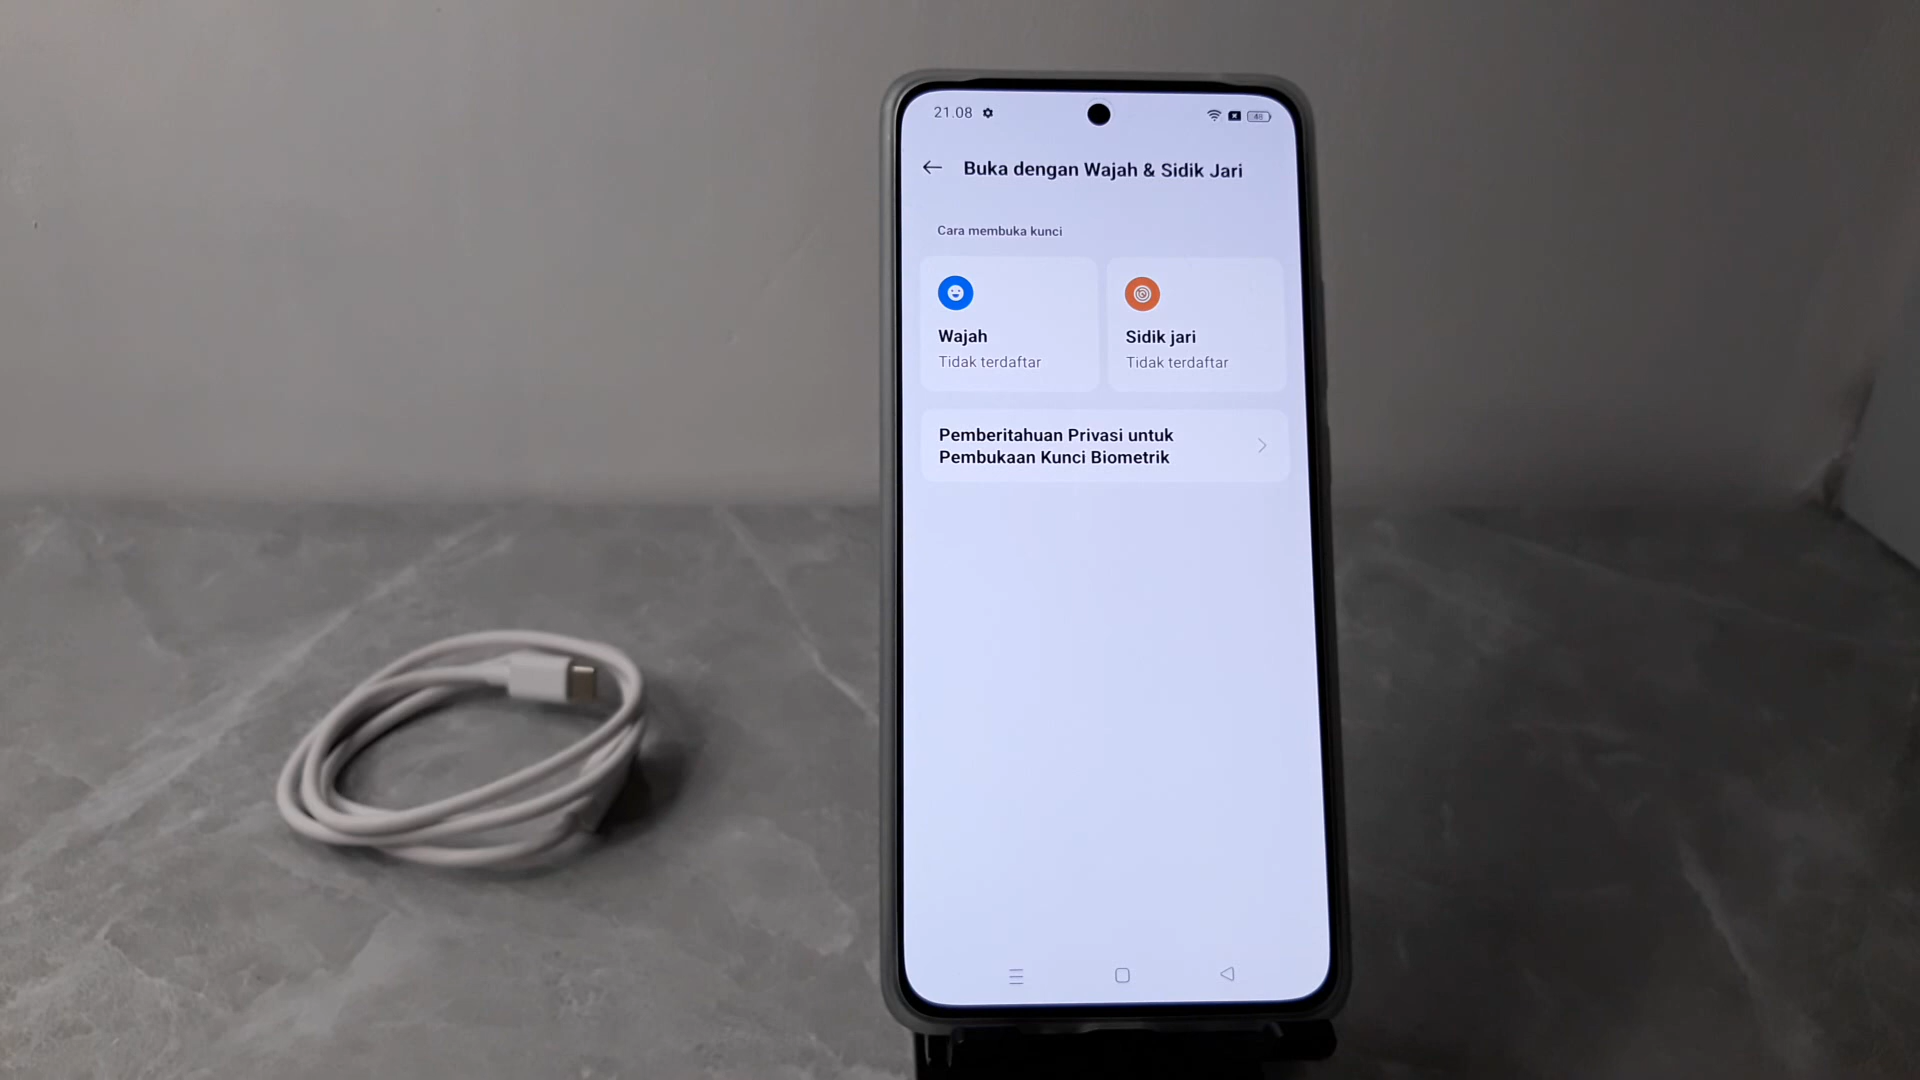 21.08
48
Buka dengan Wajah & Sidik Jari
Cara membuka kunci
Wajah
Tidak terdaftar
Sidik jari
Tidak terdaftar
Pemberitahuan Privasi untuk
Pembukaan Kunci Biometrik